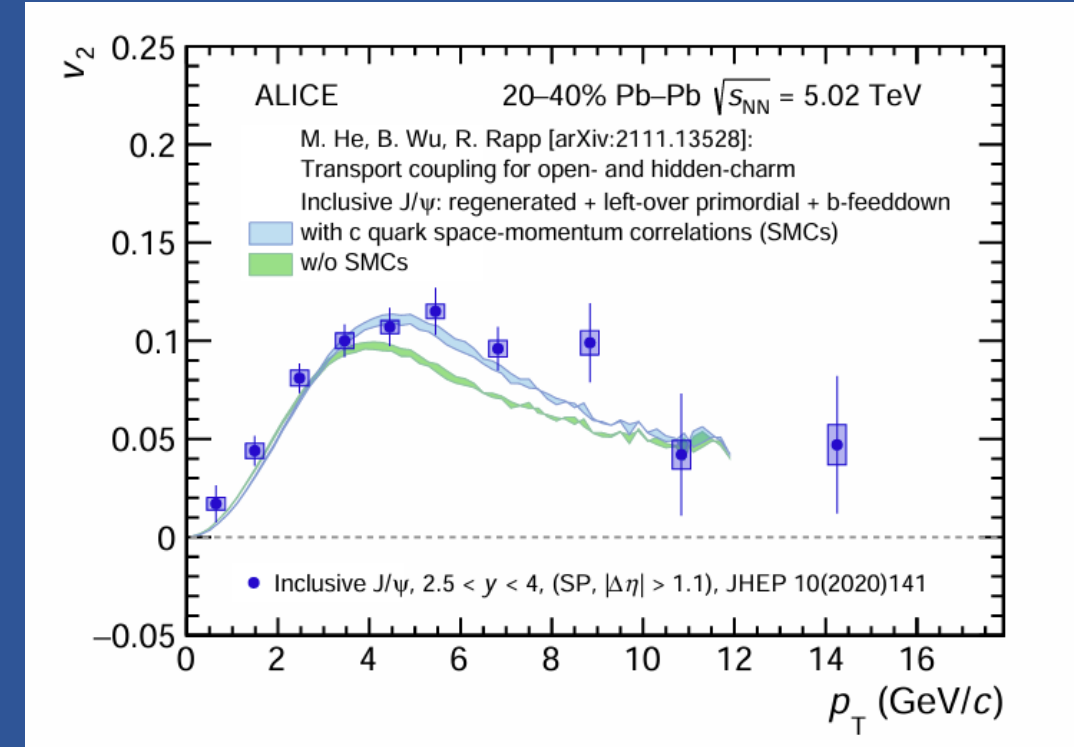 v₂
0.25
0.2
0.15
0.1
0.05
0
−0.05
ALICE
20–40% Pb–Pb √s_NN = 5.02 TeV
M. He, B. Wu, R. Rapp [arXiv:2111.13528]:
Transport coupling for open- and hidden-charm
Inclusive J/ψ: regenerated + left-over primordial + b-feeddown
with c quark space-momentum correlations (SMCs)
w/o SMCs
Inclusive J/ψ, 2.5 < y < 4, (SP, |Δη| > 1.1), JHEP 10(2020)141
0 2 4 6 8 10 12 14 16
p_T (GeV/c)